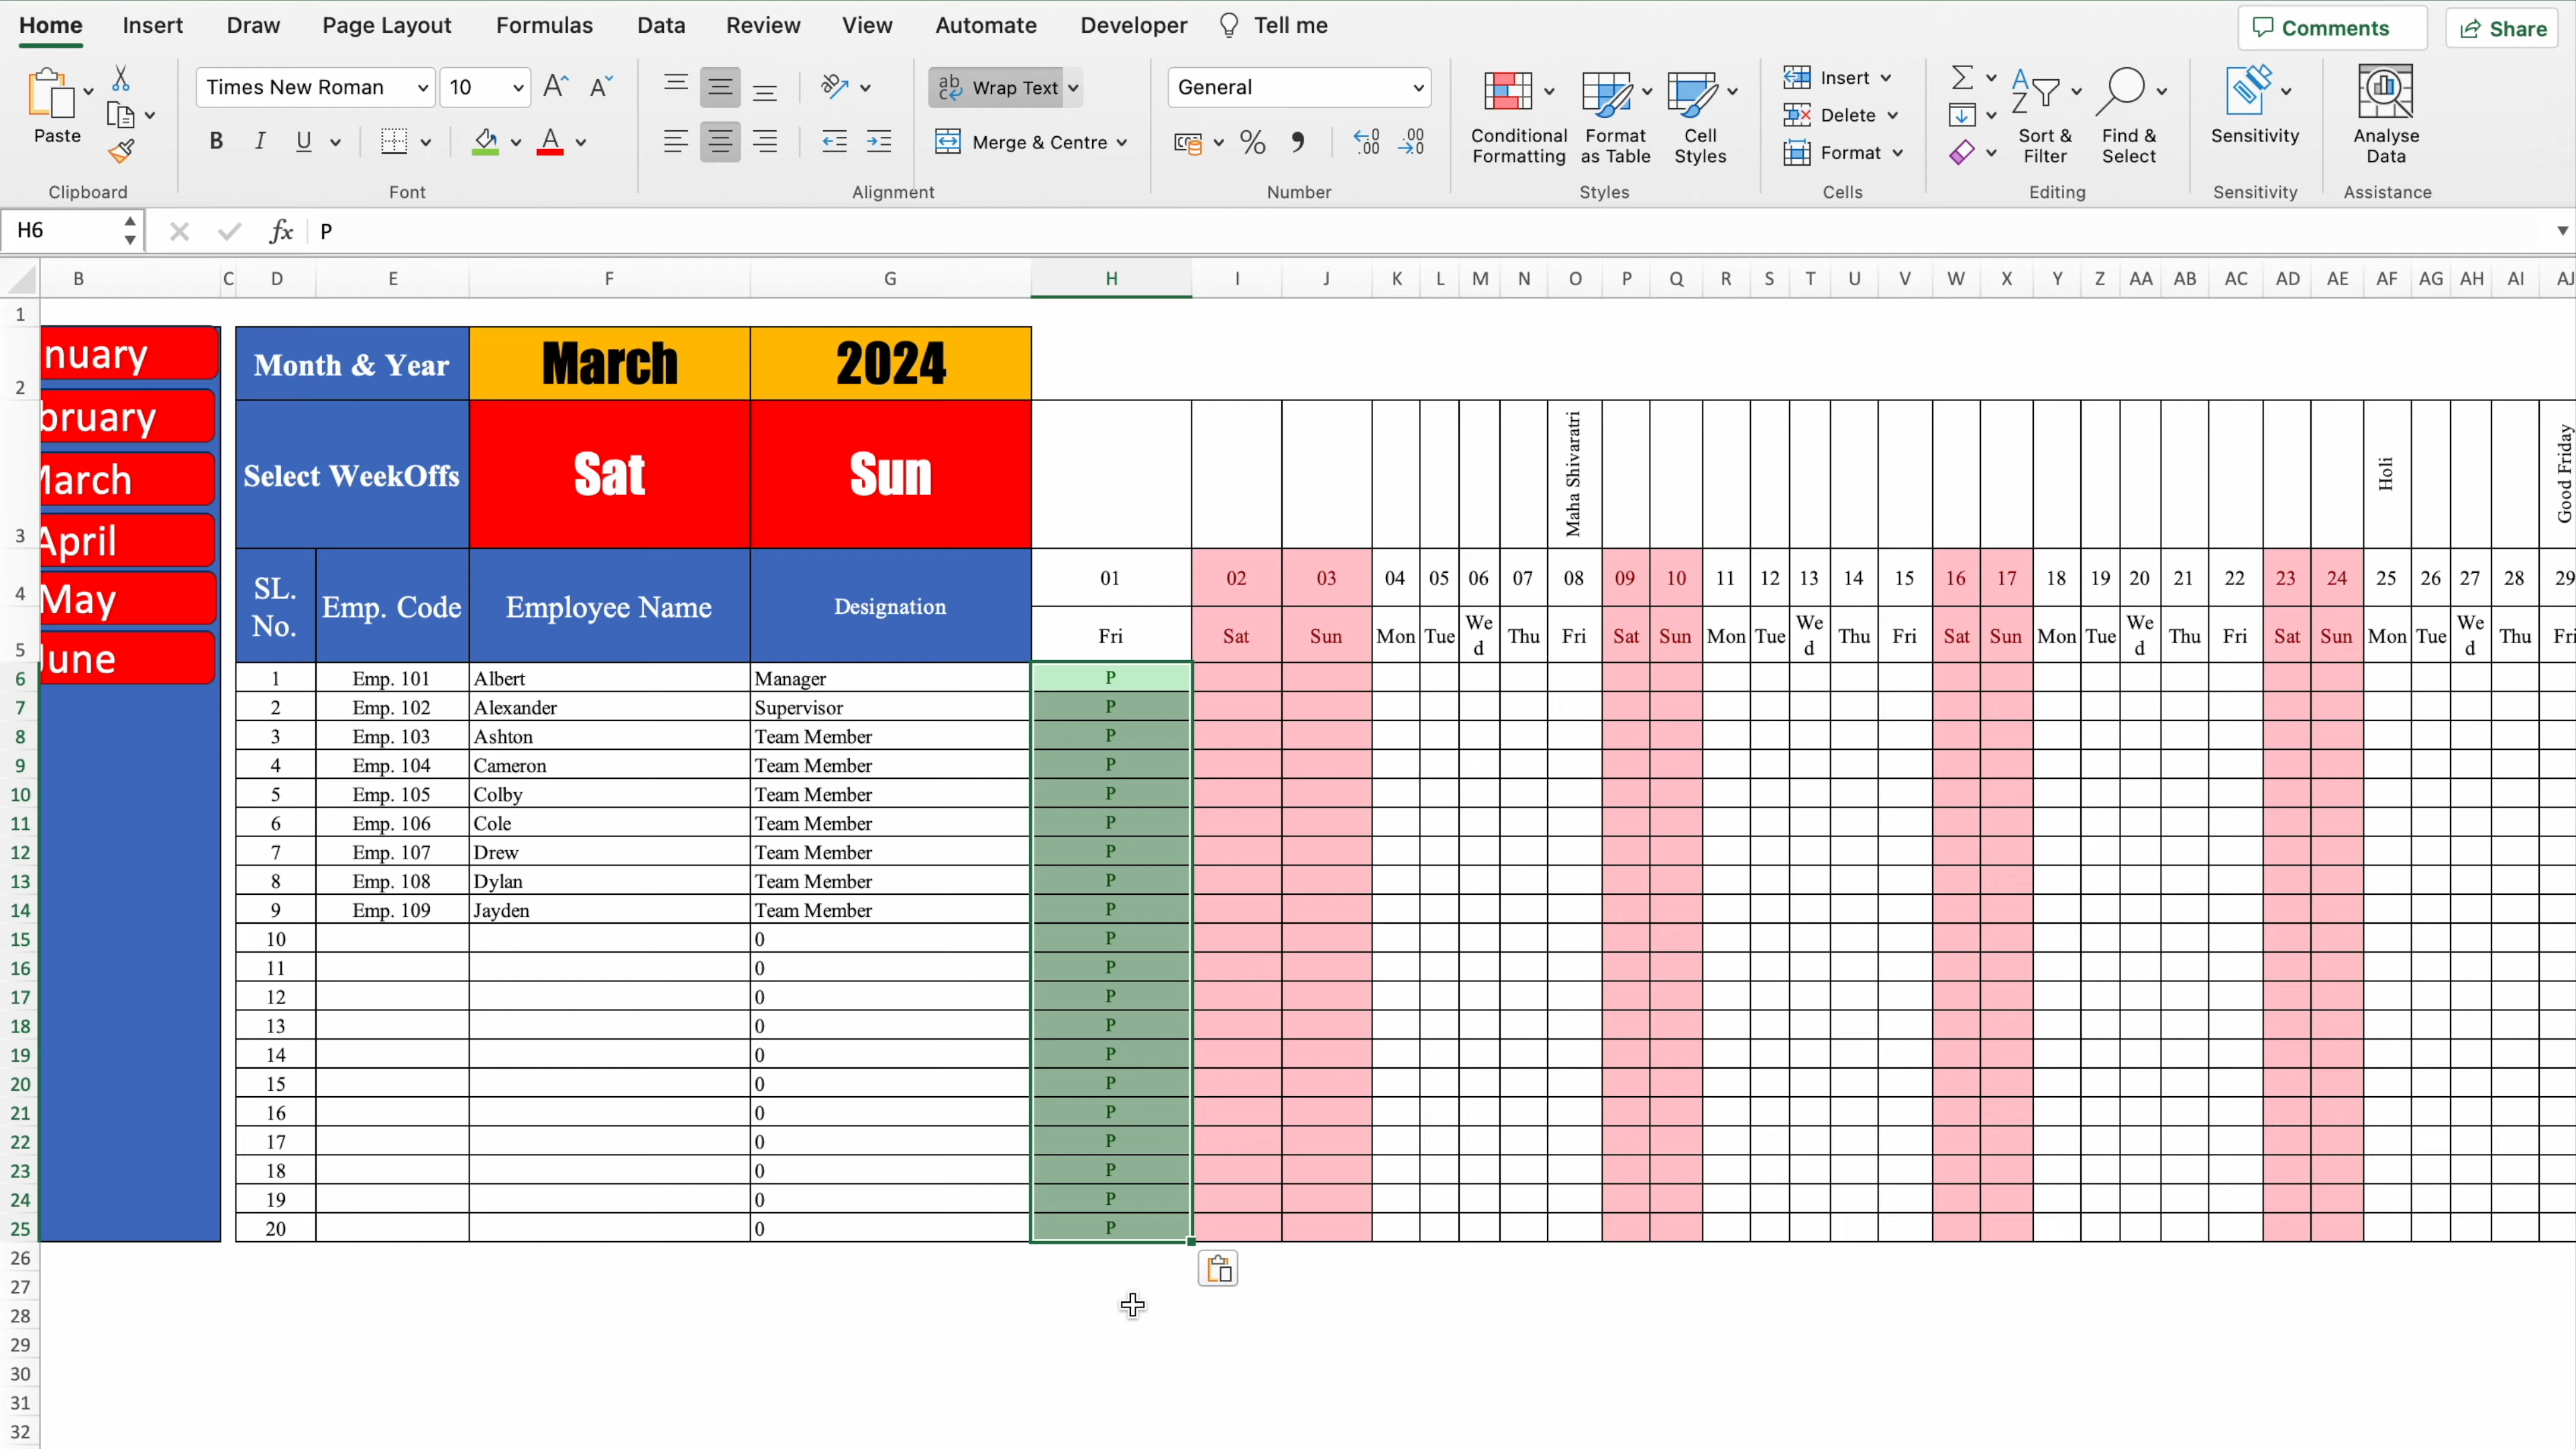 Home Insert Draw Page Layout Formulas Data Review View Automate Developer Tell me Comments Share
Paste Times New Roman 10 A^ A˅ ab c Wrap Text General Conditional Formatting Format as Table Cell Styles Insert Delete Format Sort & Filter Find & Select Sensitivity Analyse Data
B I U A Merge & Centre %
Clipboard Font Alignment Number Styles Cells Editing Sensitivity Assistance
H6 fx P
B C D E F G H I J K L M N O P Q R S T U V W X Y Z AA AB AC AD AE AF AG AH AI AJ
1
2 nuary Month & Year March 2024
bruary
3 March Select WeekOffs Sat Sun Maha Shivaratri Holi Good Friday
April
4 May SL. No. Emp. Code Employee Name Designation 01 02 03 04 05 06 07 08 09 10 11 12 13 14 15 16 17 18 19 20 21 22 23 24 25 26 27 28 29
5 June Fri Sat Sun Mon Tue Wed Thu Fri Sat Sun Mon Tue Wed Thu Fri Sat Sun Mon Tue Wed Thu Fri Sat Sun Mon Tue Wed Thu Fri
6 1 Emp. 101 Albert Manager P
7 2 Emp. 102 Alexander Supervisor P
8 3 Emp. 103 Ashton Team Member P
9 4 Emp. 104 Cameron Team Member P
10 5 Emp. 105 Colby Team Member P
11 6 Emp. 106 Cole Team Member P
12 7 Emp. 107 Drew Team Member P
13 8 Emp. 108 Dylan Team Member P
14 9 Emp. 109 Jayden Team Member P
15 10 0 P
16 11 0 P
17 12 0 P
18 13 0 P
19 14 0 P
20 15 0 P
21 16 0 P
22 17 0 P
23 18 0 P
24 19 0 P
25 20 0 P
26
27
28
29
30
31
32